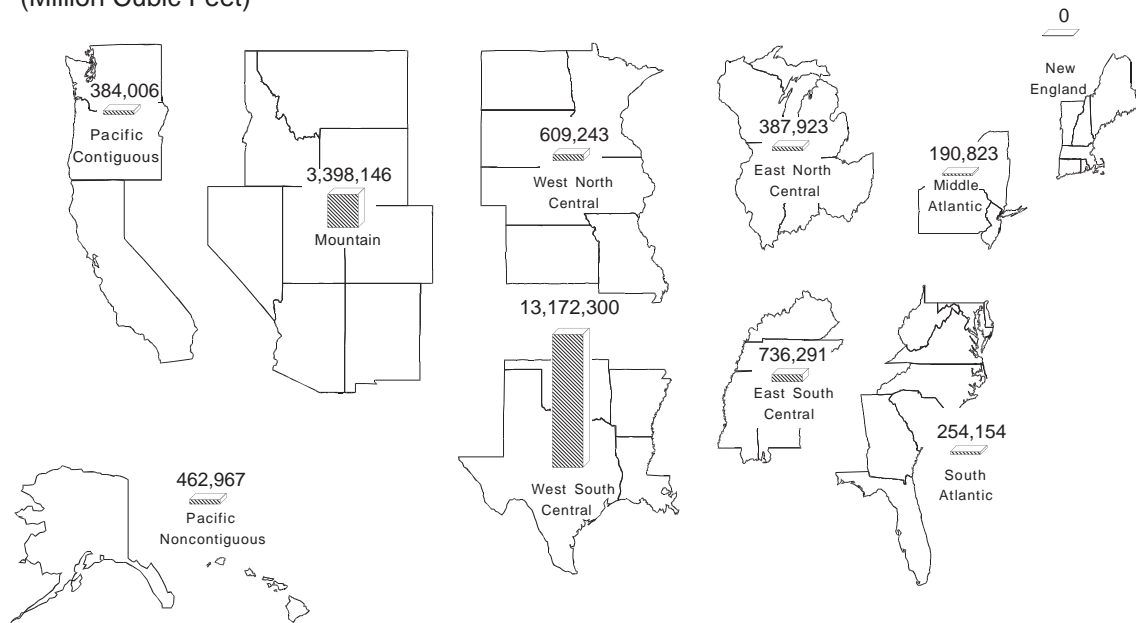 (Million Cubic Feet)
0
New
England
384,006
Pacific
Contiguous
3,398,146
Mountain
609,243
West North
Central
387,923
East North
Central
190,823
Middle
Atlantic
13,172,300
West South
Central
736,291
East South
Central
254,154
South
Atlantic
462,967
Pacific
Noncontiguous